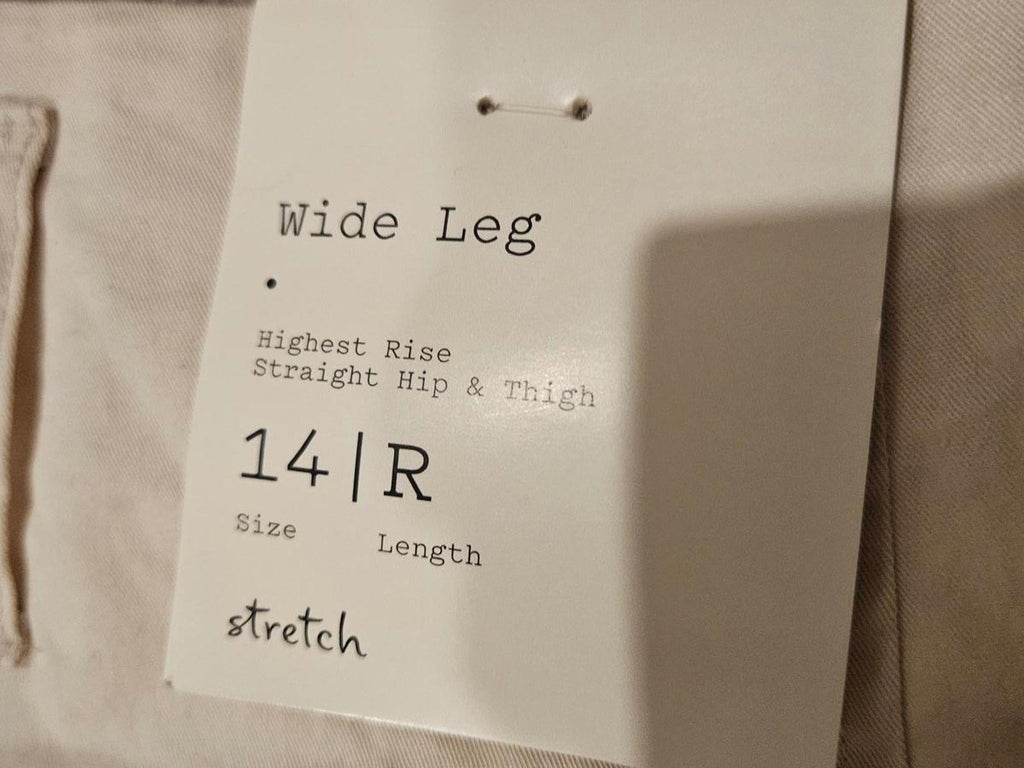 Wide Leg
Highest Rise
Straight Hip & Thigh
14|R
Size Length
stretch